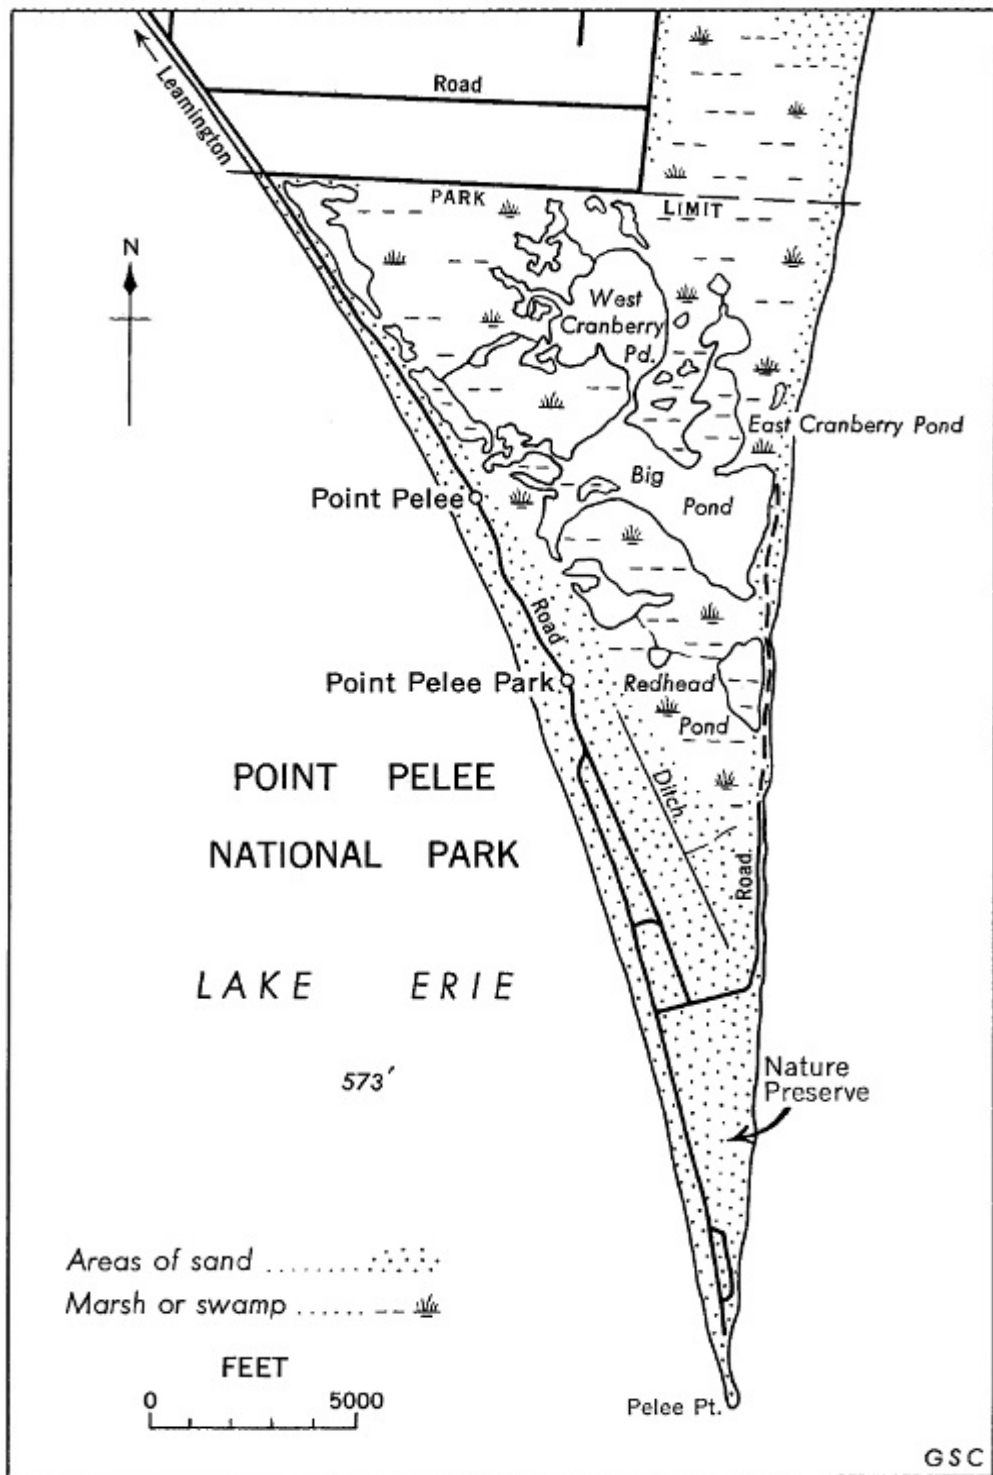 Leamington
Road
PARK LIMIT
N
West
Cranberry
Pd.
East Cranberry Pond
Big
Pond
Point Pelee
Road
Point Pelee Park
Redhead
Pond
POINT PELEE
NATIONAL PARK
Ditch
Road
LAKE ERIE
573'
Nature
Preserve
Areas of sand
Marsh or swamp
FEET
0 5000
Pelee Pt.
GSC